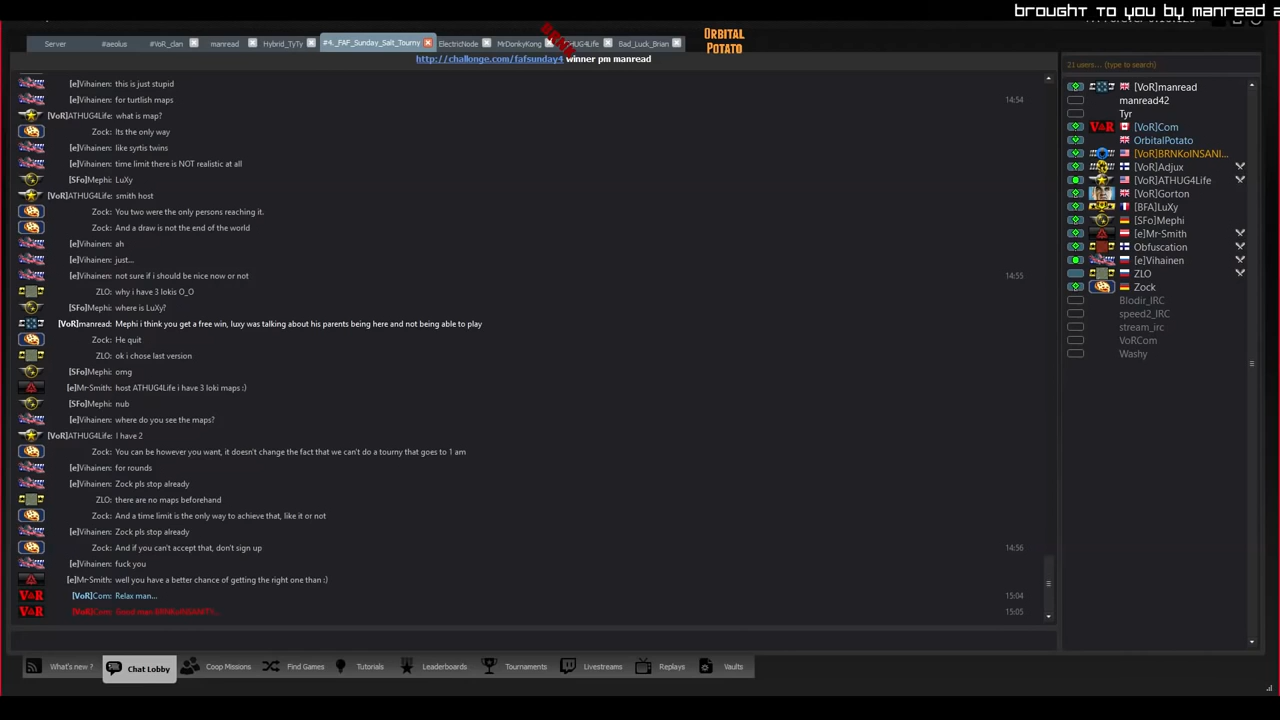 brought to you by manread a
Server #aeolus #VoR_clan manread Hybrid_TyTy #4._FAF_Sunday_Salt_Tourny ElectricNode MrDonkyKong ATHUG4Life Bad_Luck_Brian
ORBITAL
POTATO
http://challonge.com/fafsunday4 winner pm manread
[e]Vihainen: this is just stupid
[e]Vihainen: for turtlish maps 14:54
[VoR]ATHUG4Life: what is map?
Zock: Its the only way
[e]Vihainen: like syrtis twins
[e]Vihainen: time limit there is NOT realistic at all
[SFo]Mephi: LuXy
[VoR]ATHUG4Life: smith host
Zock: You two were the only persons reaching it.
Zock: And a draw is not the end of the world
[e]Vihainen: ah
[e]Vihainen: just...
[e]Vihainen: not sure if i should be nice now or not 14:55
ZLO: why i have 3 lokis O_O
[SFo]Mephi: where is LuXy?
[VoR]manread: Mephi i think you get a free win, luxy was talking about his parents being here and not being able to play
Zock: He quit
ZLO: ok i chose last version
[SFo]Mephi: omg
[e]Mr-Smith: host ATHUG4Life i have 3 loki maps :)
[SFo]Mephi: nub
[e]Vihainen: where do you see the maps?
[VoR]ATHUG4Life: I have 2
Zock: You can be however you want, it doesn't change the fact that we can't do a tourny that goes to 1 am
[e]Vihainen: for rounds
[e]Vihainen: Zock pls stop already
ZLO: there are no maps beforehand
Zock: And a time limit is the only way to achieve that, like it or not
[e]Vihainen: Zock pls stop already
Zock: And if you can't accept that, don't sign up 14:56
[e]Vihainen: fuck you
[e]Mr-Smith: well you have a better chance of getting the right one than :)
[VoR]Com: Relax man... 15:04
[VoR]Com: Good man BRNKoINSANITY... 15:05
21 users... (type to search)
[VoR]manread
manread42
Tyr
[VoR]Com
OrbitalPotato
[VoR]BRNKoINSANI...
[VoR]Adjux
[VoR]ATHUG4Life
[VoR]Gorton
[BFA]LuXy
[SFo]Mephi
[e]Mr-Smith
Obfuscation
[e]Vihainen
ZLO
Zock
Blodir_IRC
speed2_IRC
stream_irc
VoRCom
Washy
What's new ? Chat Lobby Coop Missions Find Games Tutorials Leaderboards Tournaments Livestreams Replays Vaults